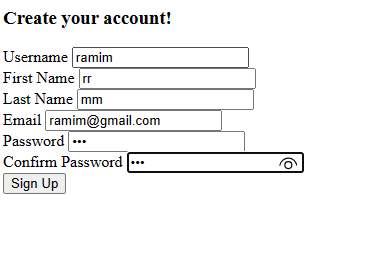 Create your account!
Username ramim
First Name rr
Last Name mm
Email ramim@gmail.com
Password •••
Confirm Password •••
Sign Up